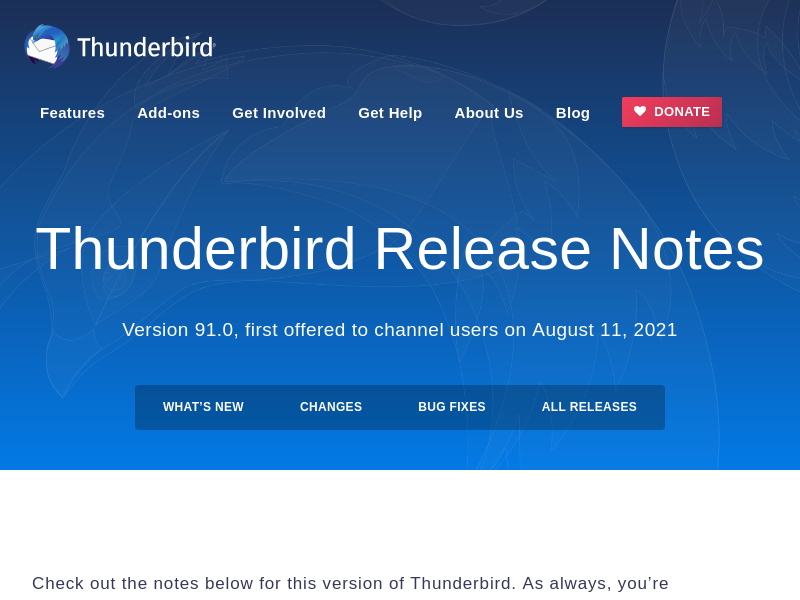 Thunderbird
Features Add-ons Get Involved Get Help About Us Blog DONATE
Thunderbird Release Notes
Version 91.0, first offered to channel users on August 11, 2021
WHAT’S NEW CHANGES BUG FIXES ALL RELEASES
Check out the notes below for this version of Thunderbird. As always, you’re